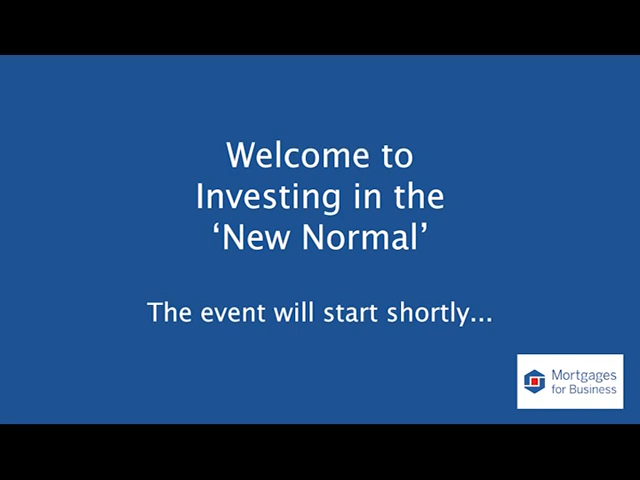 Welcome to
Investing in the
‘New Normal’
The event will start shortly...
Mortgages
for Business